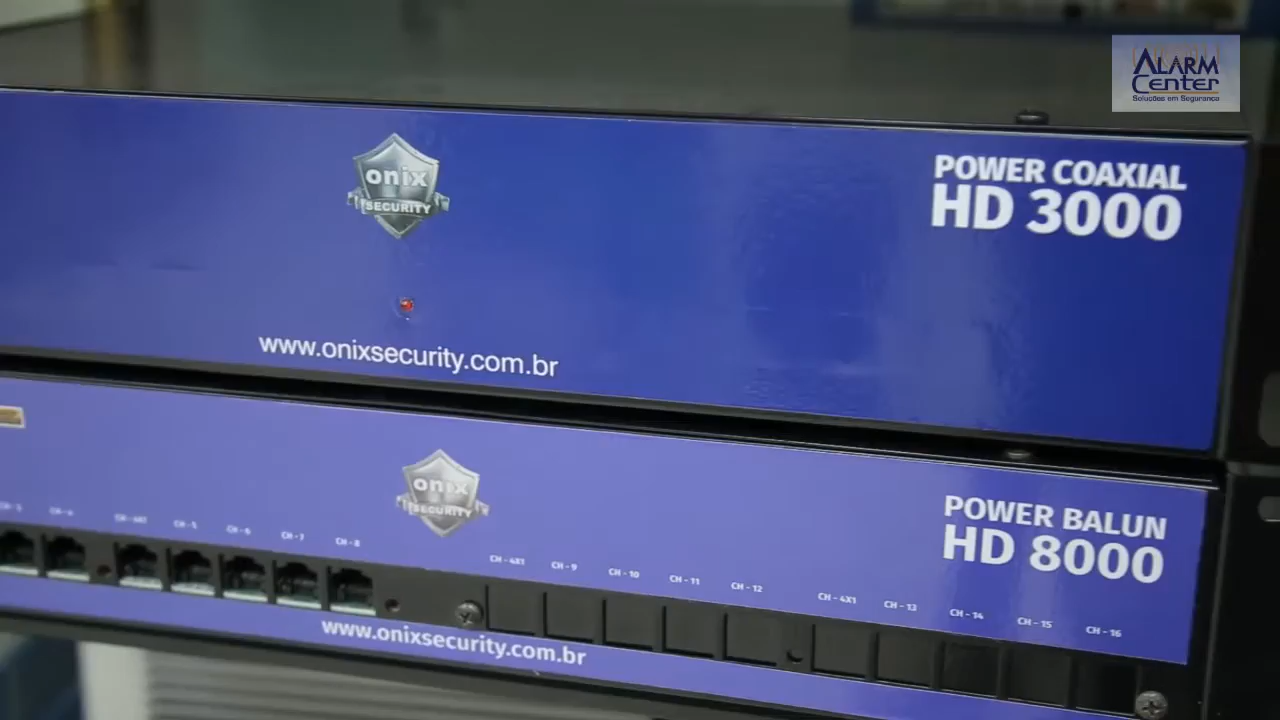 ALARM
Center
Soluções em Segurança
onix
SECURITY
POWER COAXIAL
HD 3000
www.onixsecurity.com.br
onix
SECURITY
POWER BALUN
HD 8000
CH - 5
CH - 6
CH - 7
CH - 8
CH - 4X1
CH - 9
CH - 10
CH - 11
CH - 12
CH - 4X1
CH - 13
CH - 14
CH - 15
CH - 16
www.onixsecurity.com.br